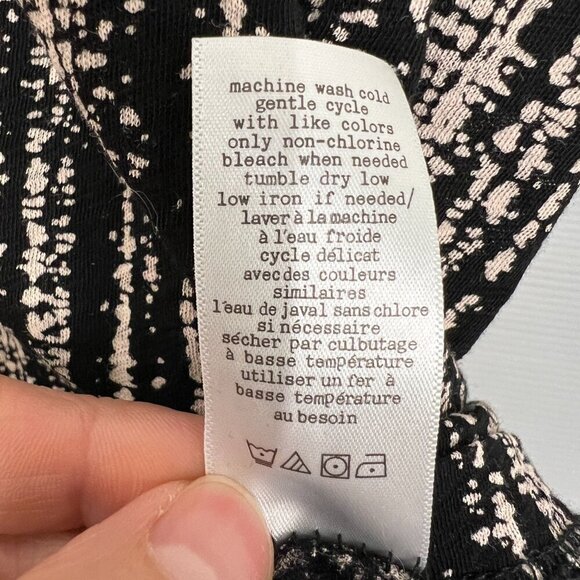 machine wash cold
gentle cycle
with like colors
only non-chlorine
bleach when needed
tumble dry low
low iron if needed/
laver à la machine
à l'eau froide
cycle délicat
avec des couleurs
similaires
l'eau de javal sans chlore
si nécessaire
sécher par culbutage
à basse température
utiliser un fer à
basse température
au besoin